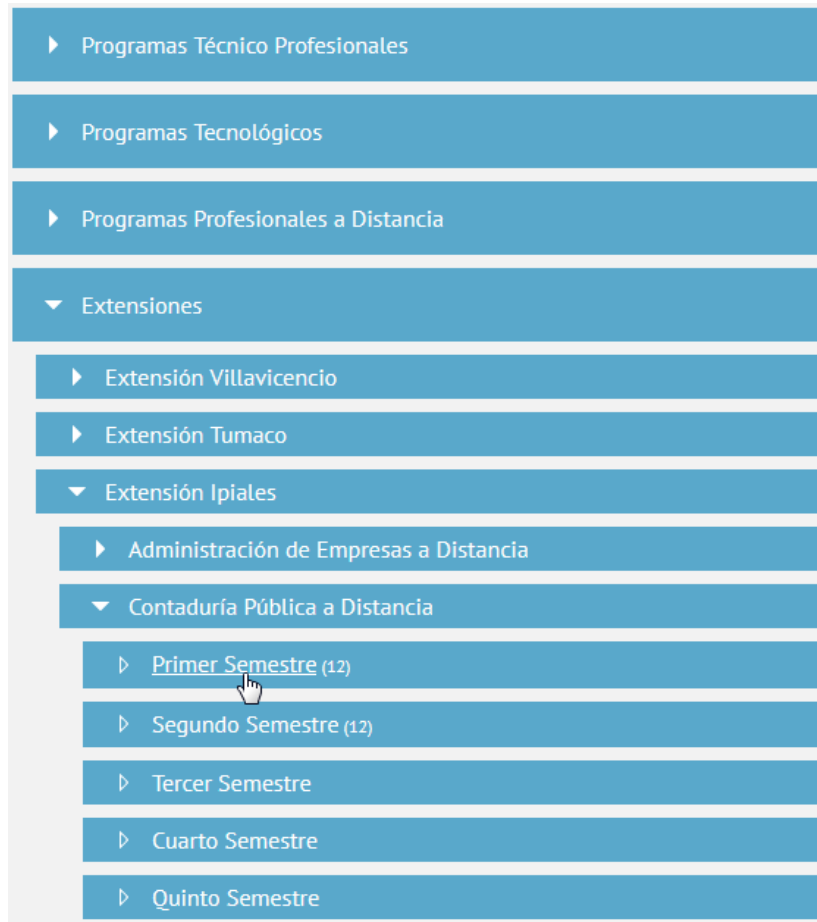 Programas Técnico Profesionales
Programas Tecnológicos
Programas Profesionales a Distancia
Extensiones
Extensión Villavicencio
Extensión Tumaco
Extensión Ipiales
Administración de Empresas a Distancia
Contaduría Pública a Distancia
Primer Semestre (12)
Segundo Semestre (12)
Tercer Semestre
Cuarto Semestre
Quinto Semestre